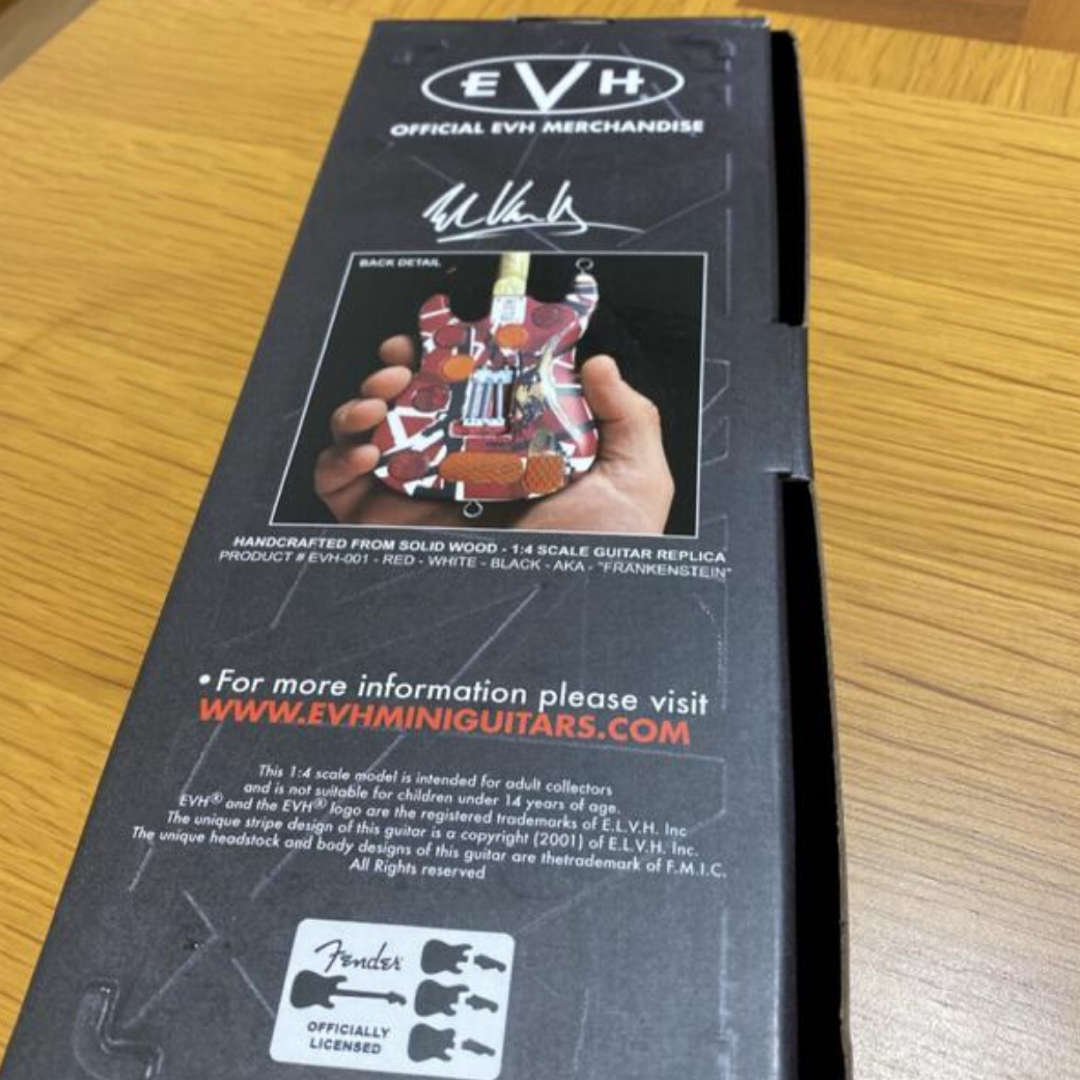 EVH
OFFICIAL EVH MERCHANDISE
BACK DETAIL
HANDCRAFTED FROM SOLID WOOD - 1:4 SCALE GUITAR REPLICA
PRODUCT # EVH-001 - RED - WHITE - BLACK - AKA - "FRANKENSTEIN"
• For more information please visit
WWW.EVHMINIGUITARS.COM
This 1:4 scale model is intended for adult collectors
and is not suitable for children under 14 years of age.
EVH® and the EVH® logo are the registered trademarks of E.L.V.H. Inc
The unique stripe design of this guitar is a copyright (2001) of E.L.V.H. Inc.
The unique headstock and body designs of this guitar are thetrademark of F.M.I.C.
All Rights reserved
Fender
OFFICIALLY
LICENSED